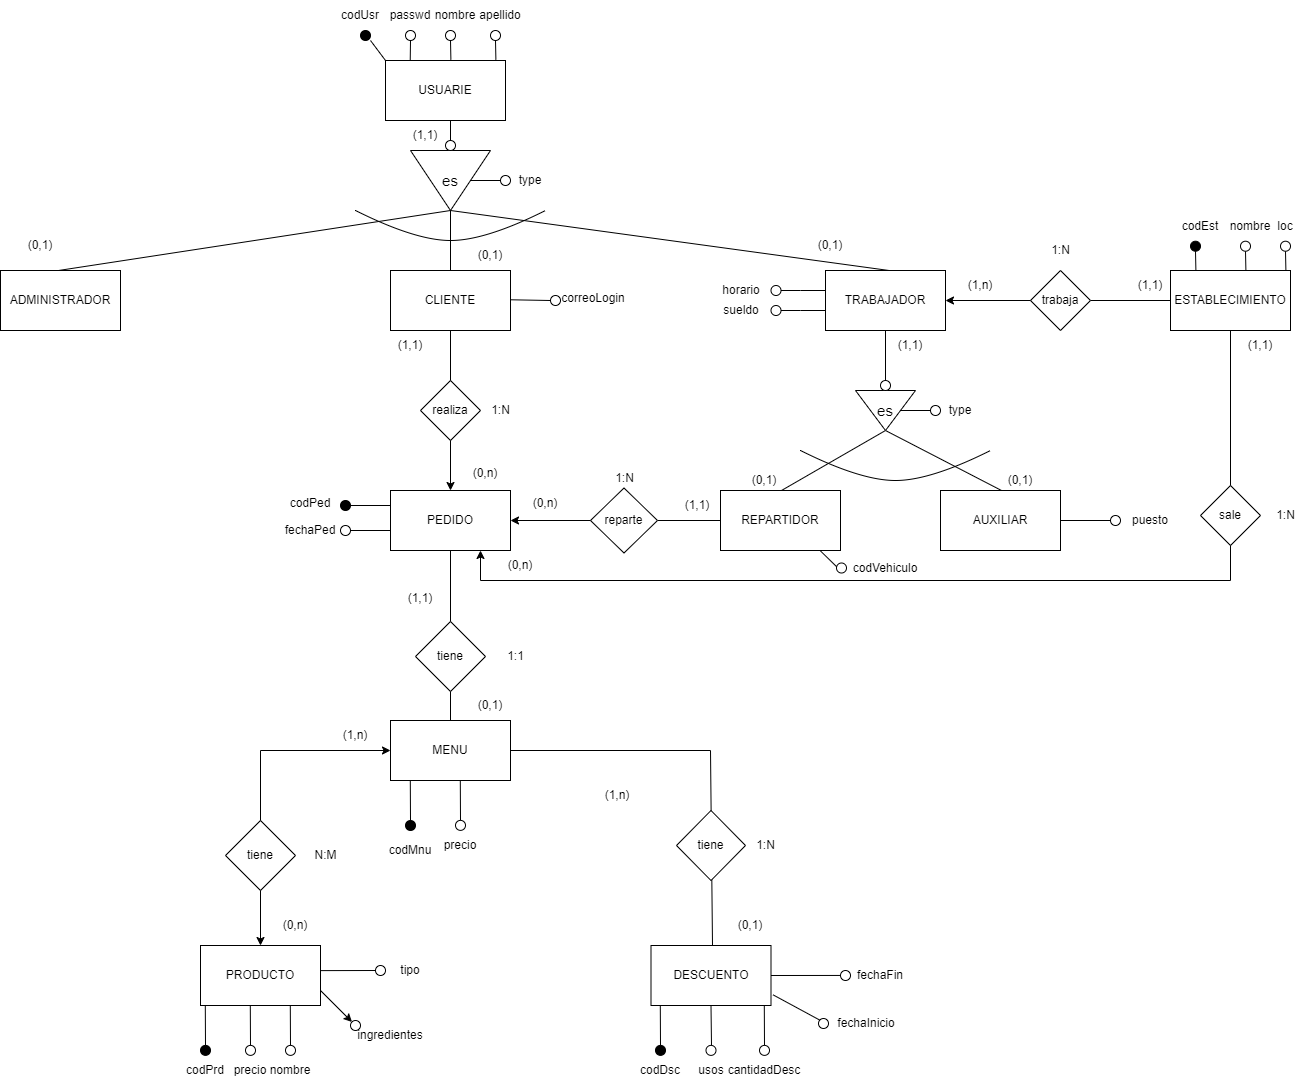 codUsr passwd nombre apellido
USUARIE
(1,1)
es
type
(0,1)
(0,1)
(0,1)
codEst nombre loc
1:N
ADMINISTRADOR
CLIENTE
correoLogin
horario
sueldo
TRABAJADOR
(1,n)
trabaja
(1,1)
ESTABLECIMIENTO
(1,1)
(1,1)
(1,1)
realiza
1:N
es
type
(0,n)
1:N
(0,1)
(0,1)
codPed
fechaPed
PEDIDO
(0,n)
reparte
(1,1)
REPARTIDOR
AUXILIAR
puesto
sale
1:N
(0,n)
codVehiculo
(1,1)
tiene
1:1
(0,1)
(1,n)
MENU
(1,n)
codMnu
precio
tiene
N:M
tiene
1:N
(0,n)
(0,1)
PRODUCTO
tipo
ingredientes
DESCUENTO
fechaFin
fechaInicio
codPrd precio nombre
codDsc usos cantidadDesc